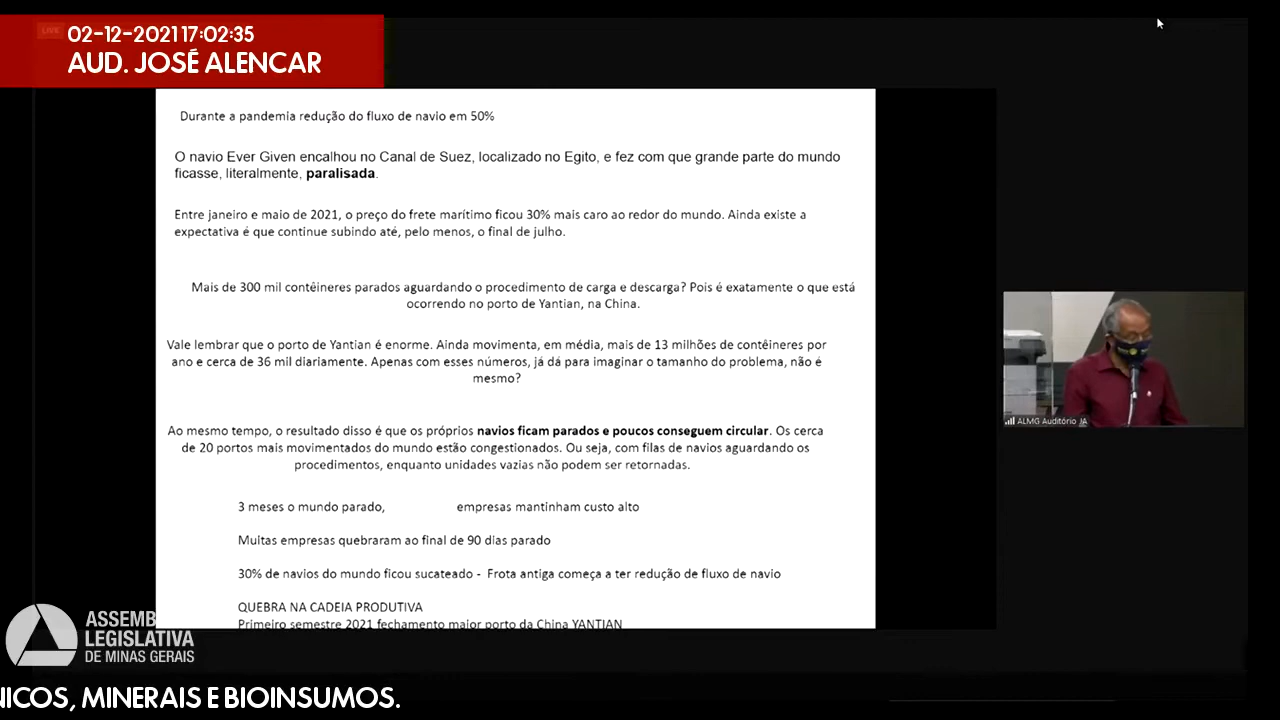 LIVE
02-12-2021 17:02:35
AUD. JOSÉ ALENCAR
Durante a pandemia redução do fluxo de navio em 50%
O navio Ever Given encalhou no Canal de Suez, localizado no Egito, e fez com que grande parte do mundo
ficasse, literalmente, paralisada.
Entre janeiro e maio de 2021, o preço do frete marítimo ficou 30% mais caro ao redor do mundo. Ainda existe a
expectativa é que continue subindo até, pelo menos, o final de julho.
Mais de 300 mil contêineres parados aguardando o procedimento de carga e descarga? Pois é exatamente o que está
ocorrendo no porto de Yantian, na China.
Vale lembrar que o porto de Yantian é enorme. Ainda movimenta, em média, mais de 13 milhões de contêineres por
ano e cerca de 36 mil diariamente. Apenas com esses números, já dá para imaginar o tamanho do problema, não é
mesmo?
Ao mesmo tempo, o resultado disso é que os próprios navios ficam parados e poucos conseguem circular. Os cerca
de 20 portos mais movimentados do mundo estão congestionados. Ou seja, com filas de navios aguardando os
procedimentos, enquanto unidades vazias não podem ser retornadas.
3 meses o mundo parado, empresas mantinham custo alto
Muitas empresas quebraram ao final de 90 dias parado
30% de navios do mundo ficou sucateado - Frota antiga começa a ter redução de fluxo de navio
QUEBRA NA CADEIA PRODUTIVA
Primeiro semestre 2021 fechamento maior porto da China YANTIAN
ALMG Auditório JA
ASSEMB
LEGISLATIVA
DE MINAS GERAIS
NICOS, MINERAIS E BIOINSUMOS.